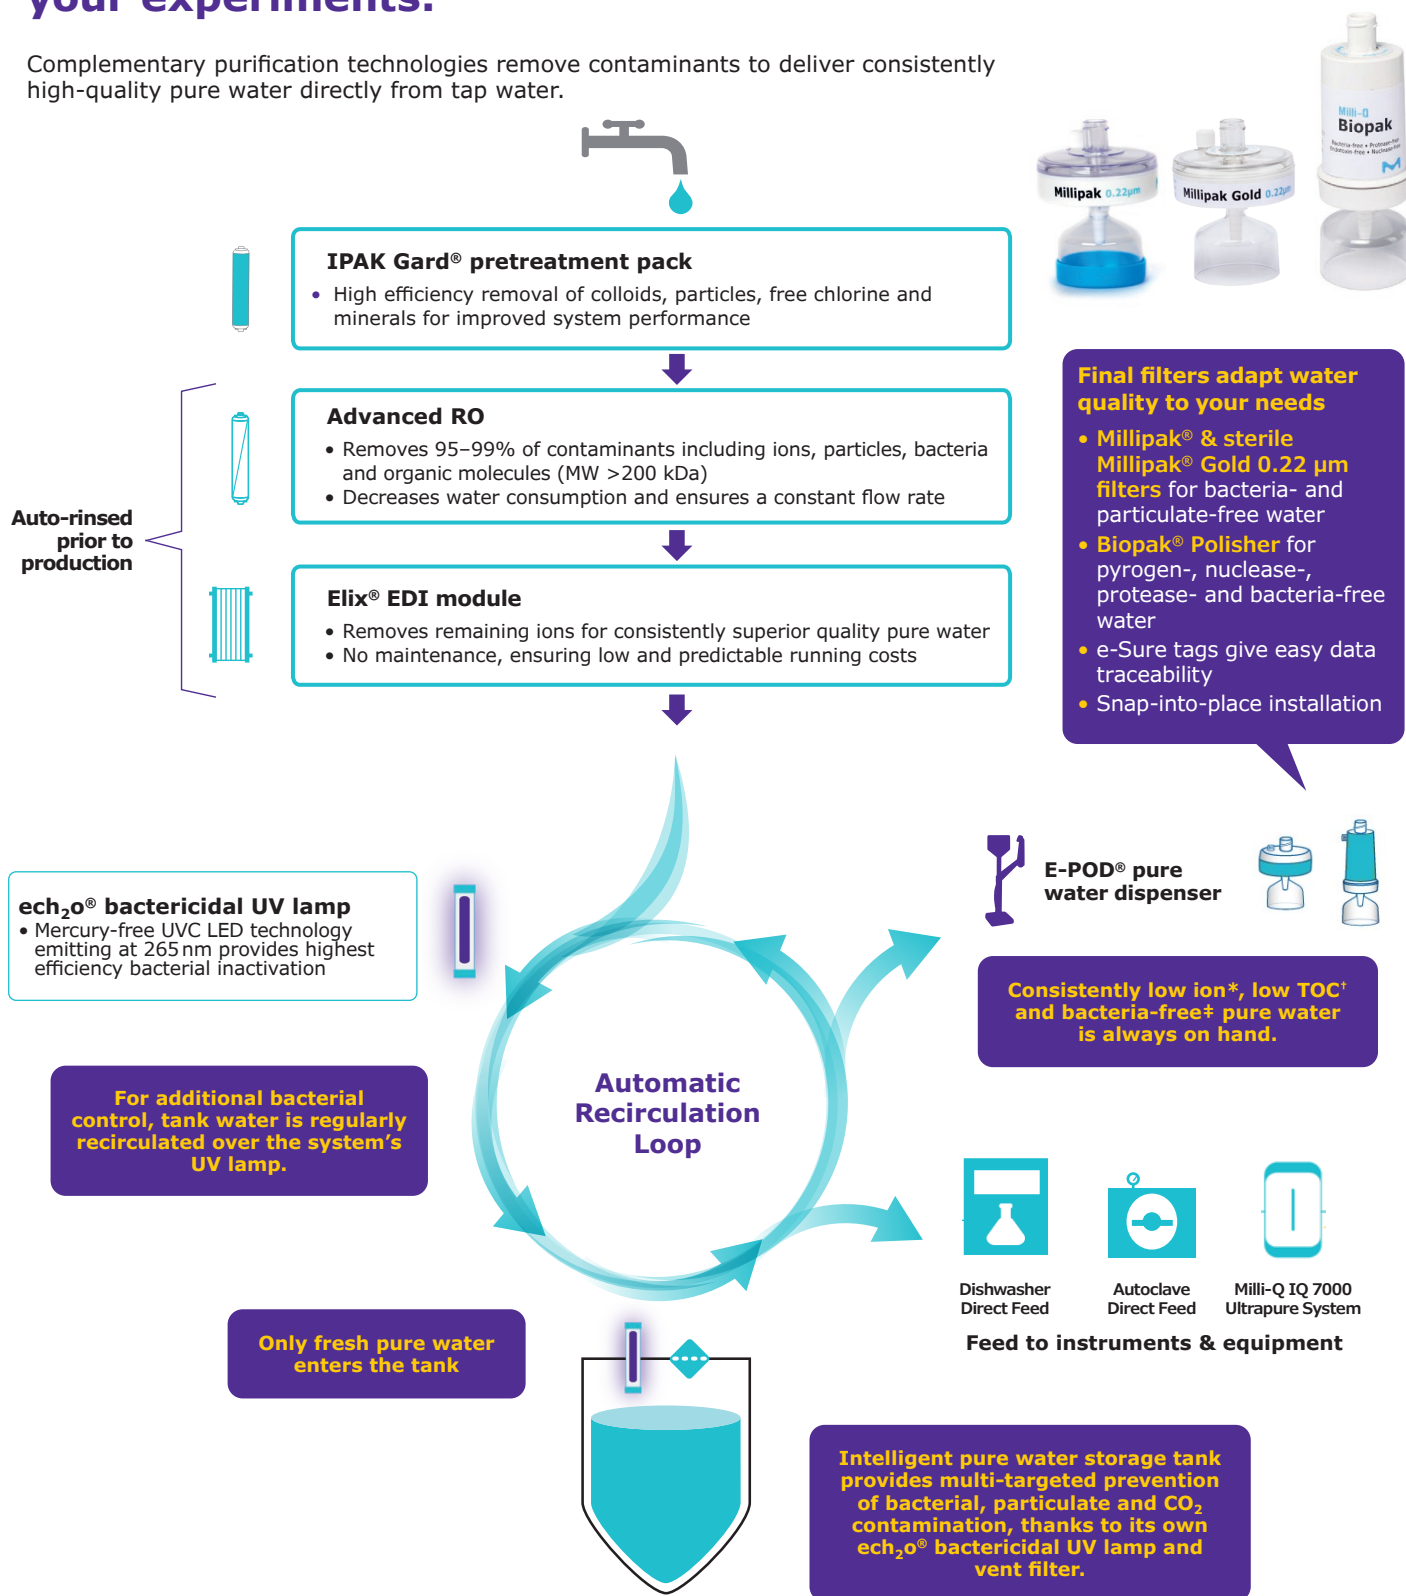 your experiments.
Complementary purification technologies remove contaminants to deliver consistently
high-quality pure water directly from tap water.
Milli-Q
Biopak
Bacteria-free • Protease-free
Endotoxin-free • Nuclease-free
Millipak 0.22µm
Millipak Gold 0.22µm
IPAK Gard® pretreatment pack
• High efficiency removal of colloids, particles, free chlorine and
minerals for improved system performance
Advanced RO
• Removes 95–99% of contaminants including ions, particles, bacteria
and organic molecules (MW >200 kDa)
• Decreases water consumption and ensures a constant flow rate
Auto-rinsed
prior to
production
Elix® EDI module
• Removes remaining ions for consistently superior quality pure water
• No maintenance, ensuring low and predictable running costs
Final filters adapt water
quality to your needs
• Millipak® & sterile
Millipak® Gold 0.22 µm
filters for bacteria- and
particulate-free water
• Biopak® Polisher for
pyrogen-, nuclease-,
protease- and bacteria-free
water
• e-Sure tags give easy data
traceability
• Snap-into-place installation
E-POD® pure
water dispenser
ech₂o® bactericidal UV lamp
• Mercury-free UVC LED technology
emitting at 265 nm provides highest
efficiency bacterial inactivation
Consistently low ion*, low TOC†
and bacteria-free‡ pure water
is always on hand.
For additional bacterial
control, tank water is regularly
recirculated over the system's
UV lamp.
Automatic
Recirculation
Loop
Dishwasher
Direct Feed
Autoclave
Direct Feed
Milli-Q IQ 7000
Ultrapure System
Feed to instruments & equipment
Only fresh pure water
enters the tank
Intelligent pure water storage tank
provides multi-targeted prevention
of bacterial, particulate and CO₂
contamination, thanks to its own
ech₂o® bactericidal UV lamp and
vent filter.